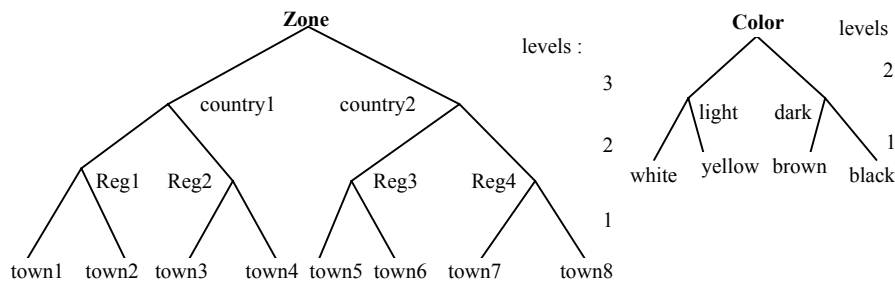 Zone
Color
levels :
levels
3
2
country1
country2
light
dark
2
1
white
yellow
brown
black
Reg1
Reg2
Reg3
Reg4
1
town1
town2
town3
town4
town5
town6
town7
town8